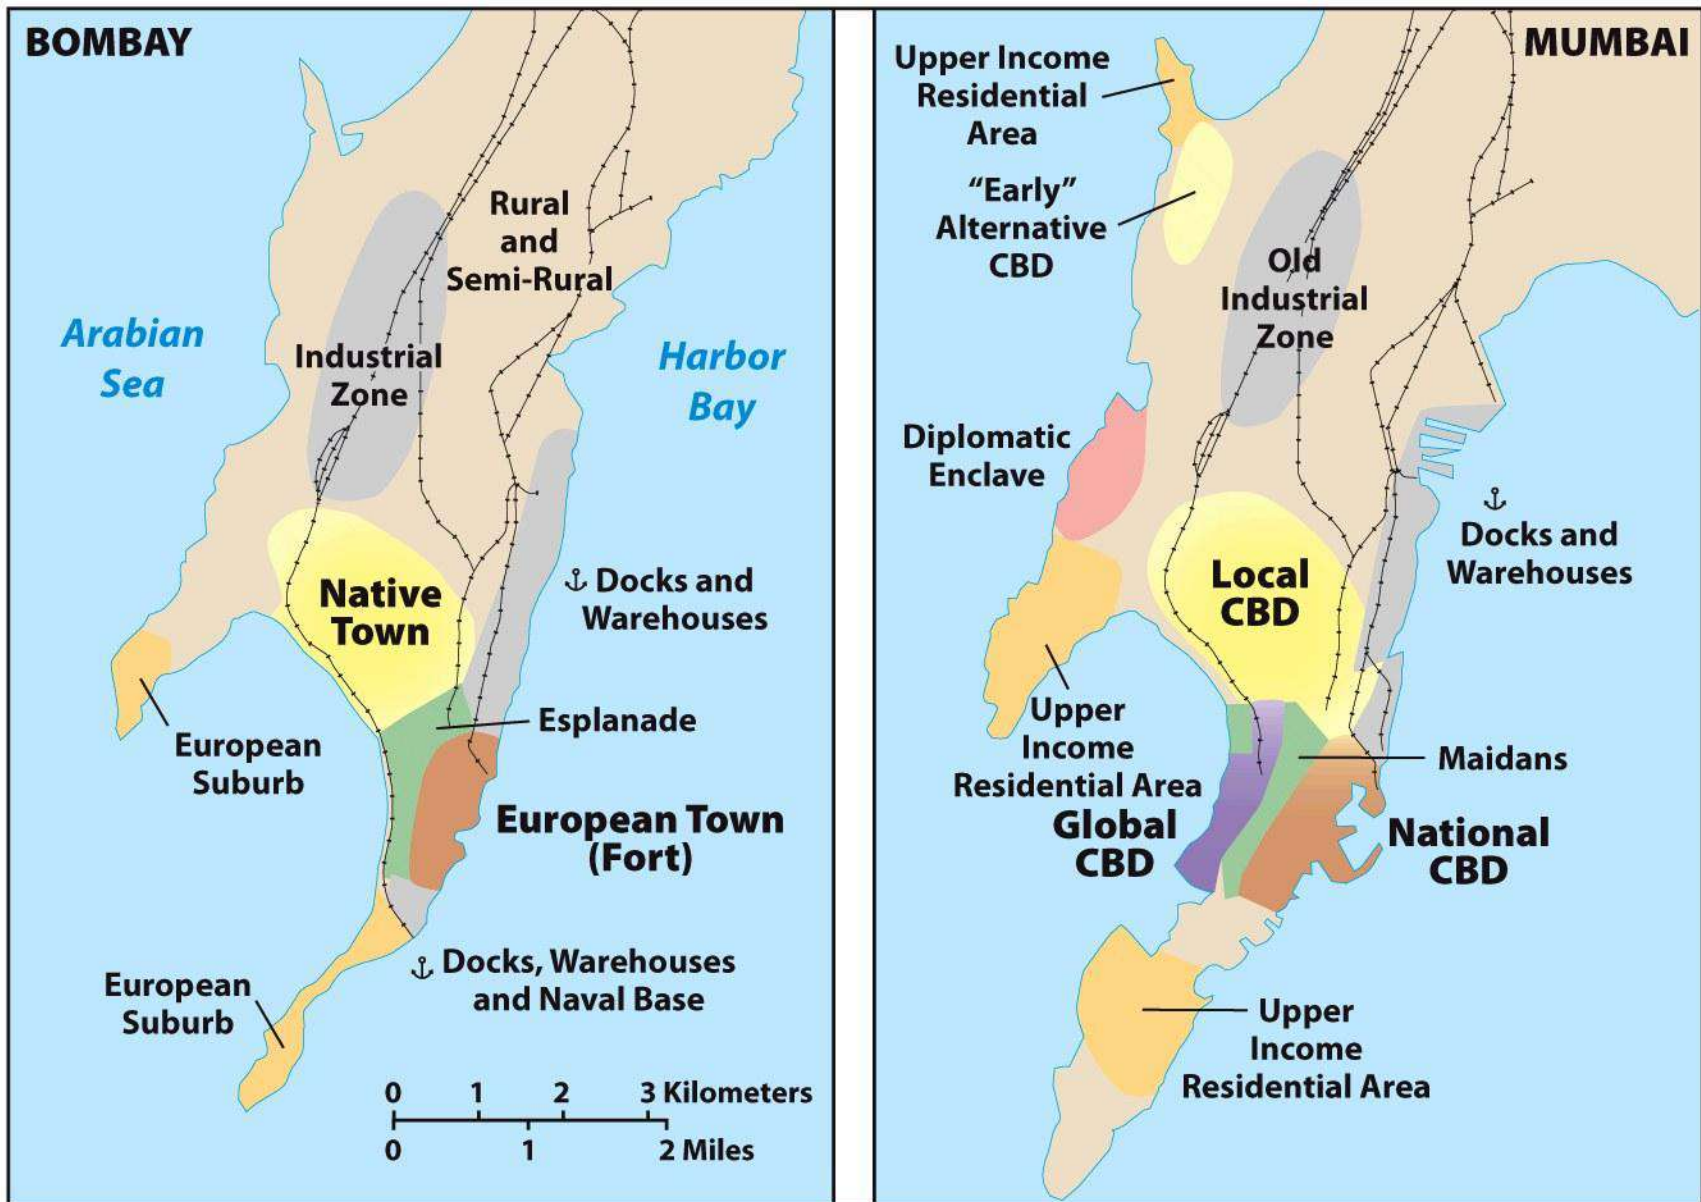 BOMBAY
Rural
and
Semi-Rural
Arabian
Sea
Harbor
Bay
Industrial
Zone
Native
Town
Docks and
Warehouses
Esplanade
European
Suburb
European Town
(Fort)
Docks, Warehouses
and Naval Base
European
Suburb
0 1 2 3 Kilometers
0 1 2 Miles
MUMBAI
Upper Income
Residential
Area
“Early”
Alternative
CBD
Old
Industrial
Zone
Diplomatic
Enclave
Docks and
Warehouses
Local
CBD
Upper
Income
Residential Area
Maidans
Global
CBD
National
CBD
Upper
Income
Residential Area